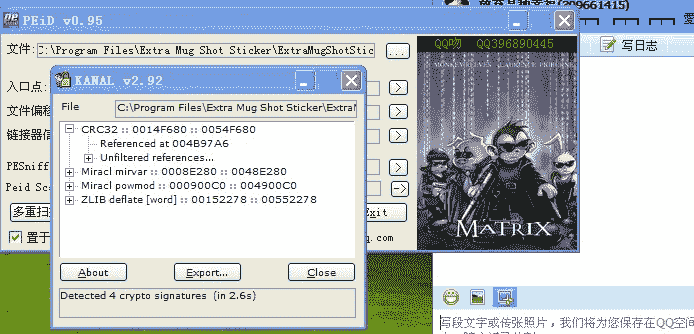 PEiD v0.95
文件: C:\Program Files\Extra Mug Shot Sticker\ExtraMugShotStic
...
QQ吻 QQ396890445
写日志
KANAL v2.92
入口点:
>
File C:\Program Files\Extra Mug Shot Sticker\ExtraM
文件偏移
>
CRC32 :: 0014F680 :: 0054F680
链接器信
>
Referenced at 004B97A6
Unfiltered references...
PESniff
>
Miracl mirvar :: 0008E280 :: 0048E280
Peid Sc
->
Miracl powmod :: 000900C0 :: 004900C0
ZLIB deflate [word] :: 00152278 :: 00552278
多重扫
Exit
置于
q.com
MATRIX
About
Export...
Close
Detected 4 crypto signatures (in 2.6s)
写段文字或传张照片，我们将为您保存在QQ空间